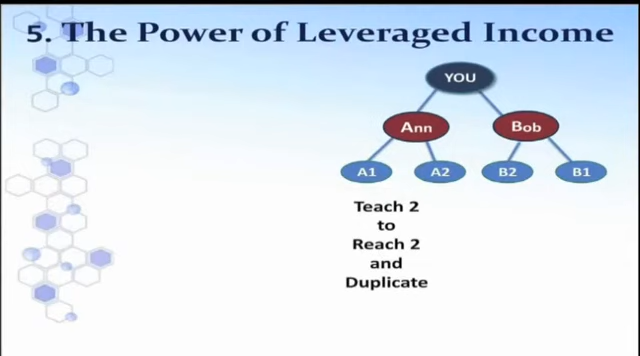 5. The Power of Leveraged Income
YOU
Ann
Bob
A1
A2
B2
B1
Teach 2
to
Reach 2
and
Duplicate